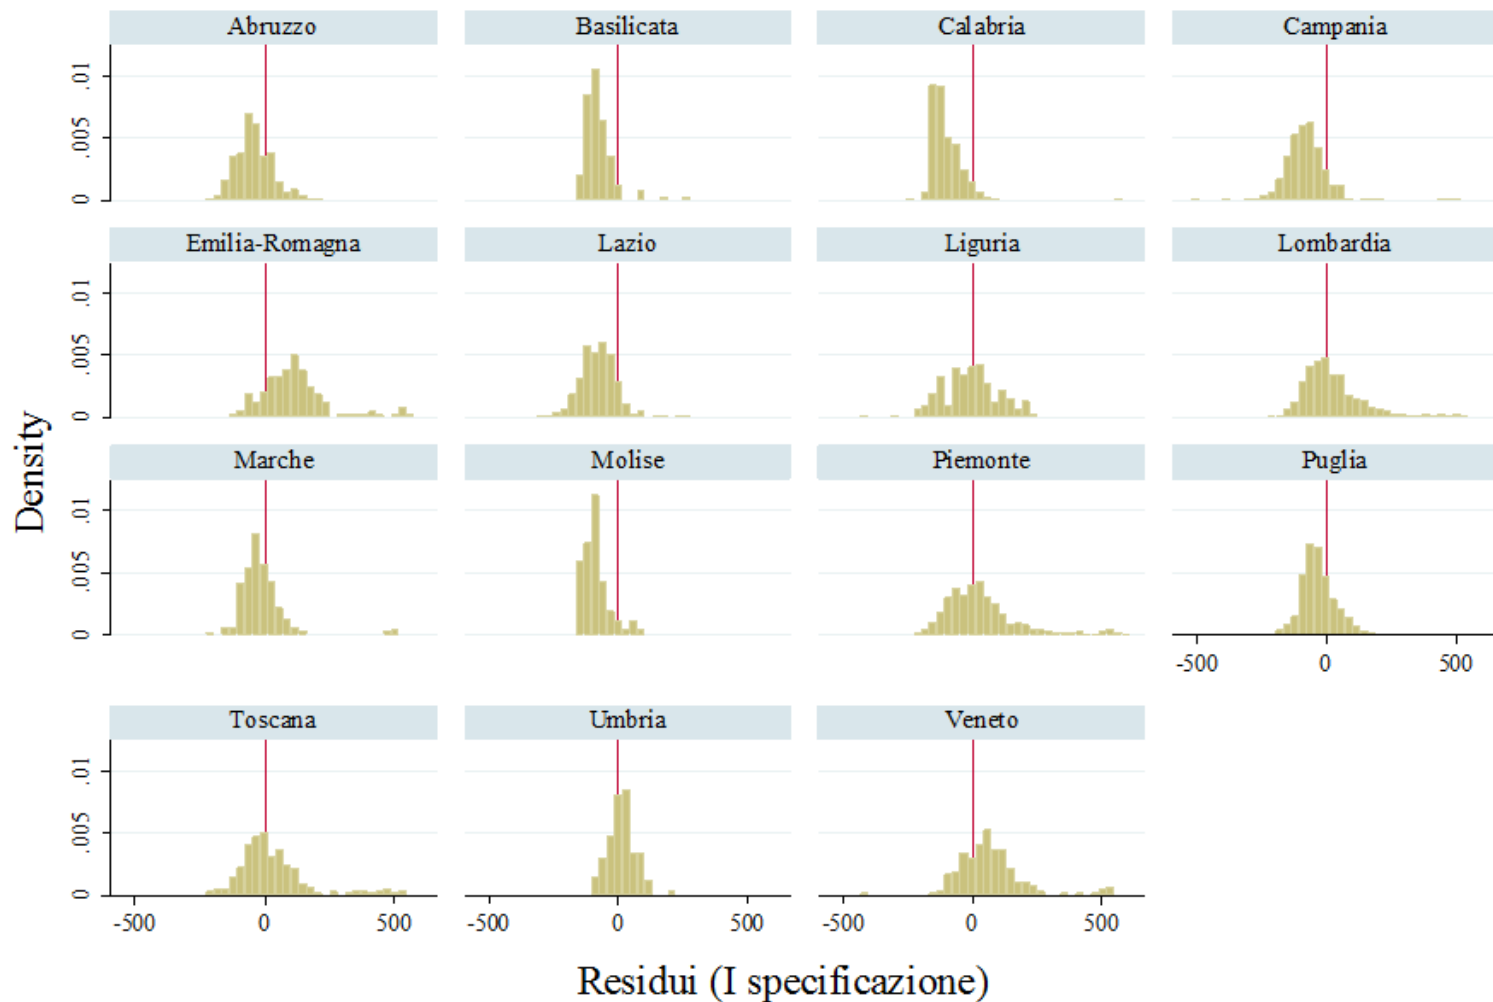 Abruzzo Basilicata Calabria Campania
.01
.005
0
Emilia-Romagna Lazio Liguria Lombardia
.01
.005
0
Marche Molise Piemonte Puglia
.01
.005
0
-500 0 500
Toscana Umbria Veneto
.01
.005
0
-500 0 500 -500 0 500 -500 0 500
Density
Residui (I specificazione)